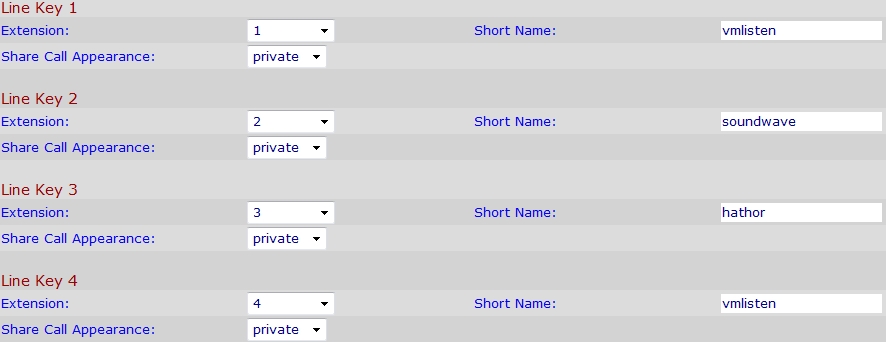 Line Key 1
Extension: 1 Short Name: vmlisten
Share Call Appearance: private
Line Key 2
Extension: 2 Short Name: soundwave
Share Call Appearance: private
Line Key 3
Extension: 3 Short Name: hathor
Share Call Appearance: private
Line Key 4
Extension: 4 Short Name: vmlisten
Share Call Appearance: private